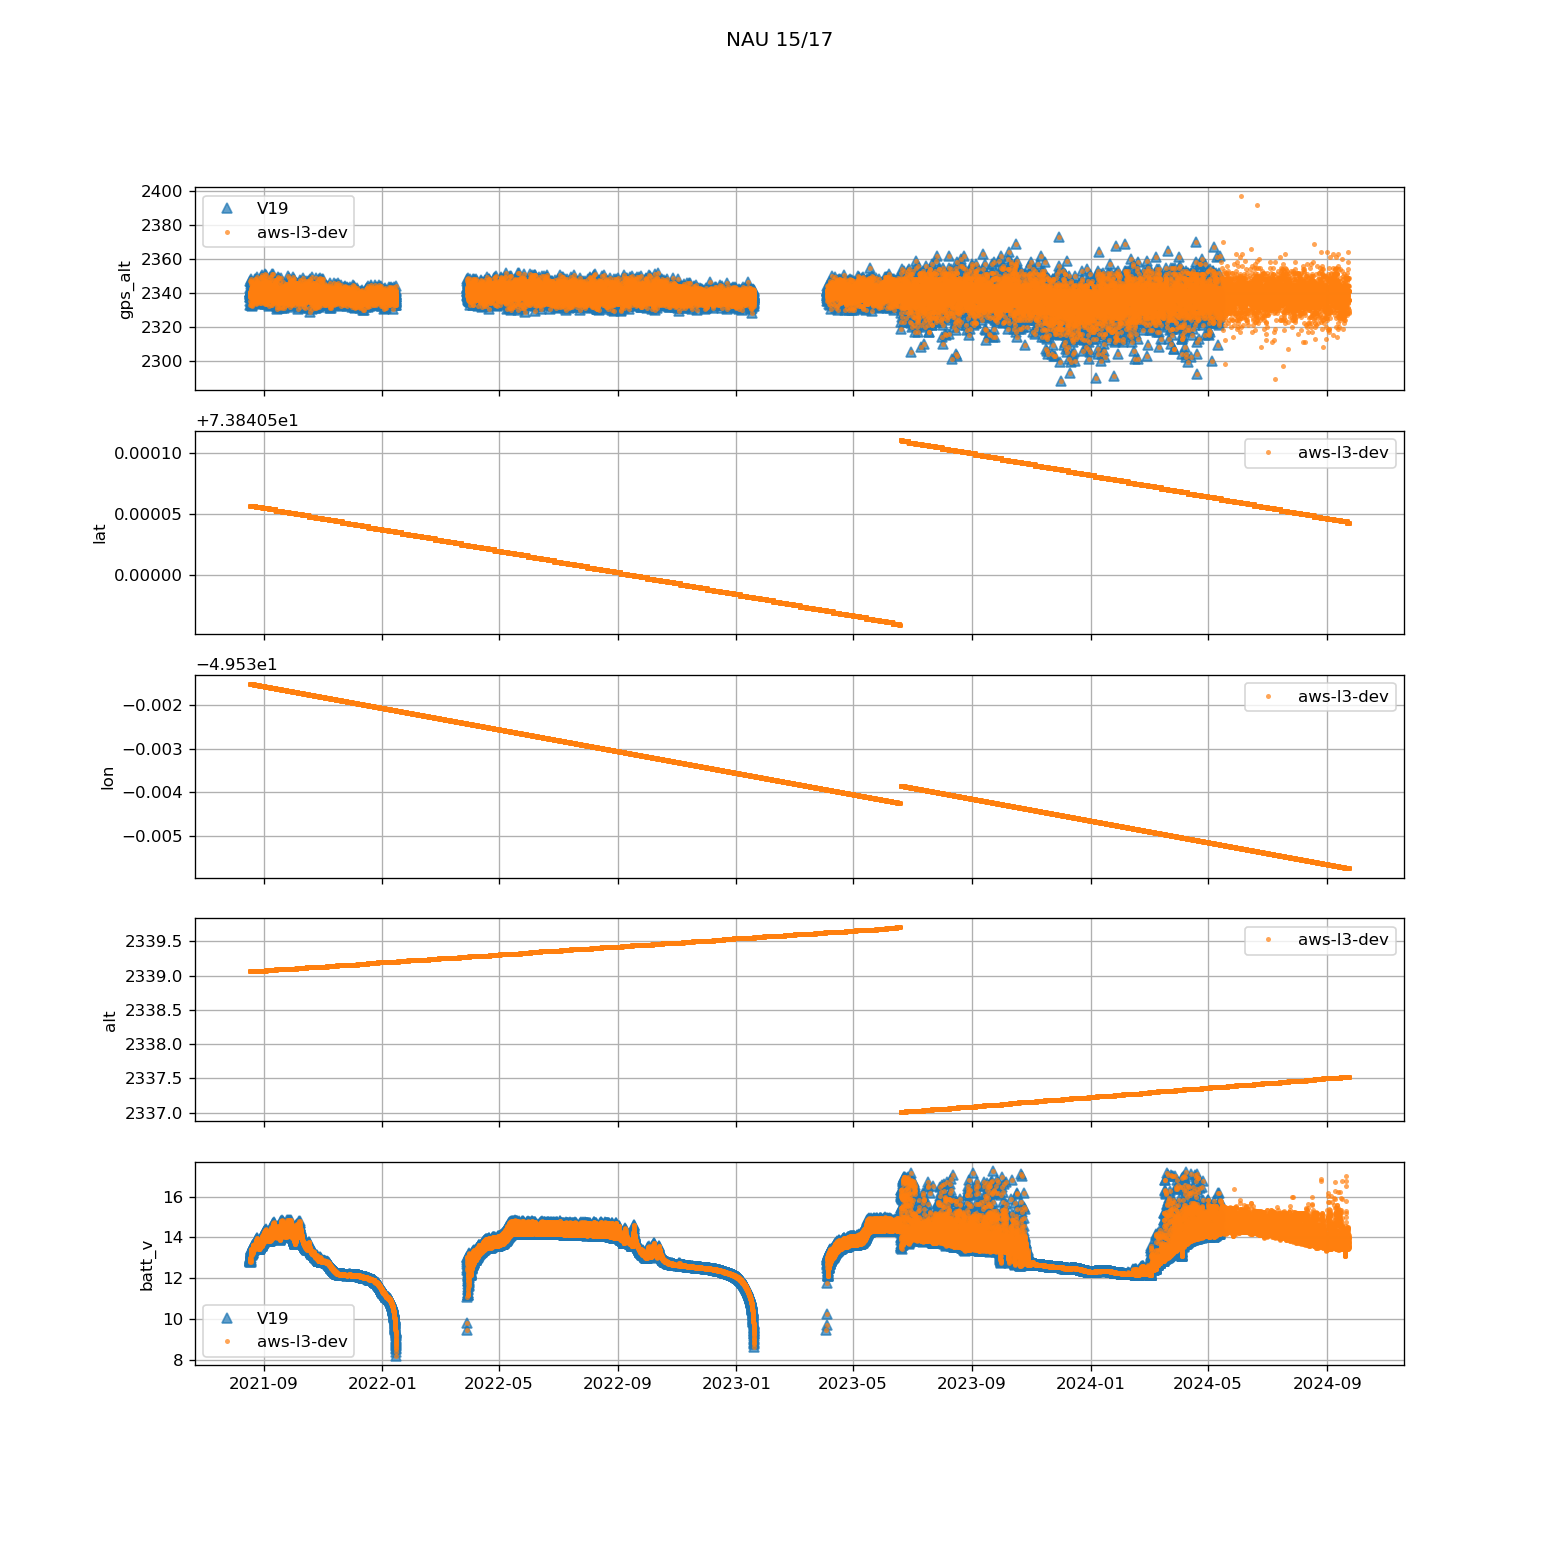 NAU 15/17
2400
2380
2360
2340
2320
2300
gps_alt
V19
aws-l3-dev
+7.38405e1
0.00010
0.00005
0.00000
lat
aws-l3-dev
−4.953e1
−0.002
−0.003
−0.004
−0.005
lon
aws-l3-dev
2339.5
2339.0
2338.5
2338.0
2337.5
2337.0
alt
aws-l3-dev
16
14
12
10
8
batt_v
V19
aws-l3-dev
2021-09 2022-01 2022-05 2022-09 2023-01 2023-05 2023-09 2024-01 2024-05 2024-09